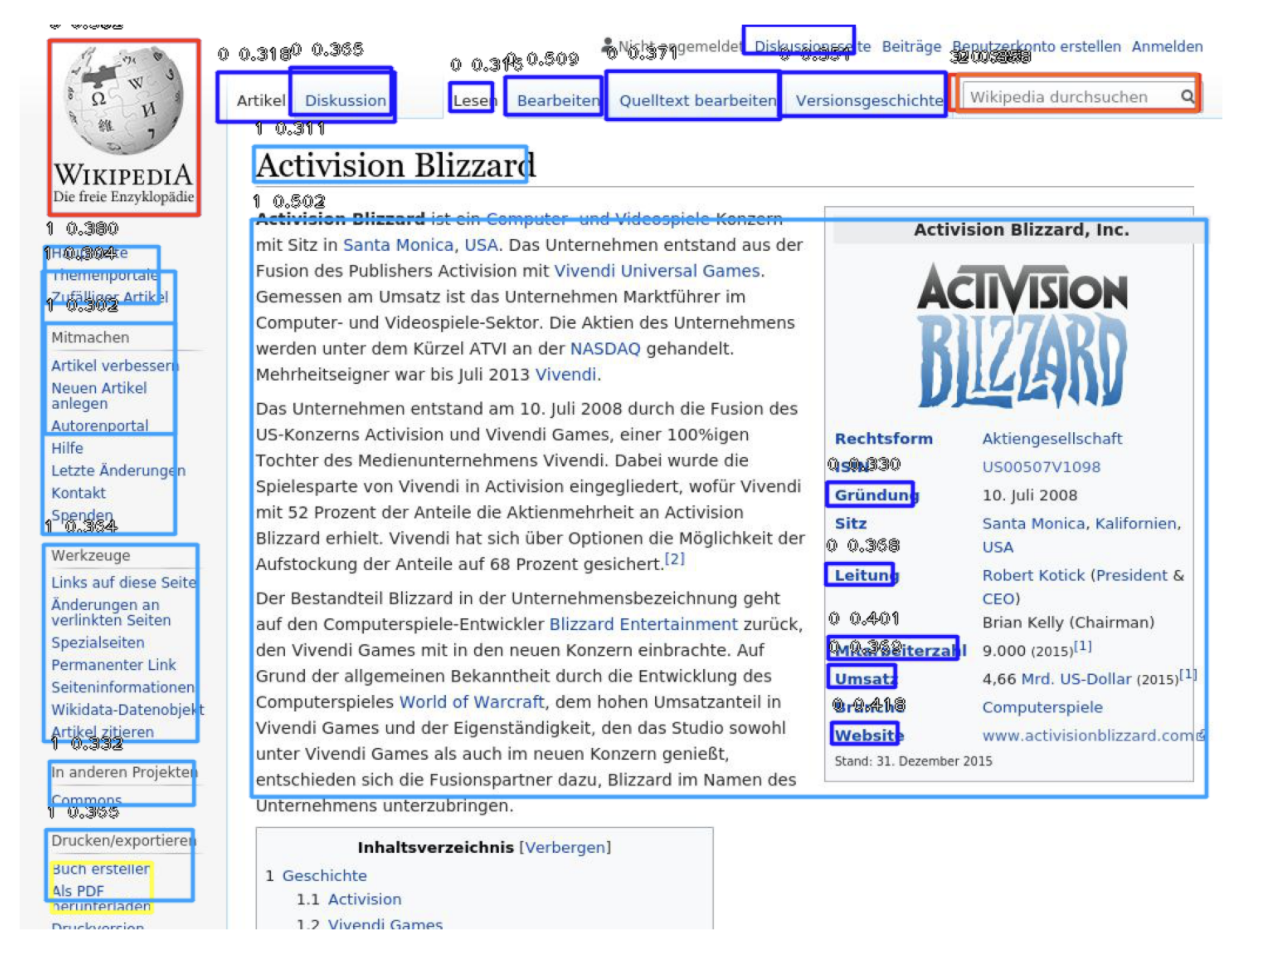 Nicht angemeldet Diskussionsseite Beiträge Benutzerkonto erstellen Anmelden
0 0.318 0 0.365 0 0.509 0 0.371
Artikel Diskussion Lesen Bearbeiten Quelltext bearbeiten Versionsgeschichte Wikipedia durchsuchen
WIKIPEDIA
Die freie Enzyklopädie
1 0.380
Themenportale
Zufälliger Artikel
1 0.302
Mitmachen
Artikel verbessern
Neuen Artikel
anlegen
Autorenportal
Hilfe
Letzte Änderungen
Kontakt
Spenden
1 0.364
Werkzeuge
Links auf diese Seite
Änderungen an
verlinkten Seiten
Spezialseiten
Permanenter Link
Seiteninformationen
Wikidata-Datenobjekt
Artikel zitieren
1 0.332
In anderen Projekten
Commons
1 0.365
Drucken/exportieren
Buch erstellen
Als PDF
herunterladen
Druckversion
1 0.311
Activision Blizzard
1 0.502
Activision Blizzard ist ein Computer- und Videospiele-Konzern
mit Sitz in Santa Monica, USA. Das Unternehmen entstand aus der
Fusion des Publishers Activision mit Vivendi Universal Games.
Gemessen am Umsatz ist das Unternehmen Marktführer im
Computer- und Videospiele-Sektor. Die Aktien des Unternehmens
werden unter dem Kürzel ATVI an der NASDAQ gehandelt.
Mehrheitseigner war bis Juli 2013 Vivendi.
Das Unternehmen entstand am 10. Juli 2008 durch die Fusion des
US-Konzerns Activision und Vivendi Games, einer 100%igen
Tochter des Medienunternehmens Vivendi. Dabei wurde die
Spielesparte von Vivendi in Activision eingegliedert, wofür Vivendi
mit 52 Prozent der Anteile die Aktienmehrheit an Activision
Blizzard erhielt. Vivendi hat sich über Optionen die Möglichkeit der
Aufstockung der Anteile auf 68 Prozent gesichert.[2]
Der Bestandteil Blizzard in der Unternehmensbezeichnung geht
auf den Computerspiele-Entwickler Blizzard Entertainment zurück,
den Vivendi Games mit in den neuen Konzern einbrachte. Auf
Grund der allgemeinen Bekanntheit durch die Entwicklung des
Computerspieles World of Warcraft, dem hohen Umsatzanteil in
Vivendi Games und der Eigenständigkeit, den das Studio sowohl
unter Vivendi Games als auch im neuen Konzern genießt,
entschieden sich die Fusionspartner dazu, Blizzard im Namen des
Unternehmens unterzubringen.
Inhaltsverzeichnis [Verbergen]
1 Geschichte
1.1 Activision
1.2 Vivendi Games
Activision Blizzard, Inc.
ACTIVISION
BLIZZARD
Rechtsform Aktiengesellschaft
0 0.330
ISIN US00507V1098
Gründung 10. Juli 2008
Sitz Santa Monica, Kalifornien,
USA
0 0.368
Leitung Robert Kotick (President &
CEO)
0 0.401
Brian Kelly (Chairman)
Mitarbeiterzahl 9.000 (2015)[1]
Umsatz 4,66 Mrd. US-Dollar (2015)[1]
0 0.418
Branche Computerspiele
Website www.activisionblizzard.com
Stand: 31. Dezember 2015